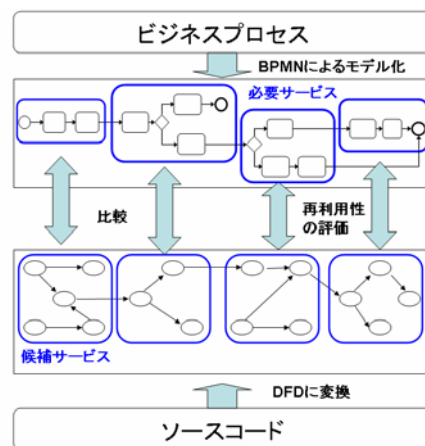 ビジネスプロセス
BPMNによるモデル化
必要サービス
比較
再利用性
の評価
候補サービス
DFDに変換
ソースコード